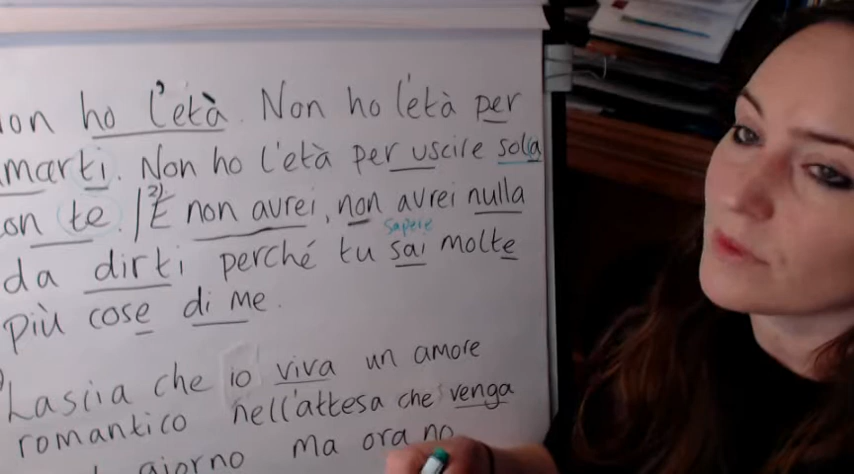 on ho l'età. Non ho l'età per
marti. Non ho l'età per uscire sola
on te. | 2) E non avrei, non avrei nulla
sapere
da dirti perché tu sai molte
più cose di me.
Lascia che io viva un amore
romantico nell'attesa che venga
giorno ma ora no